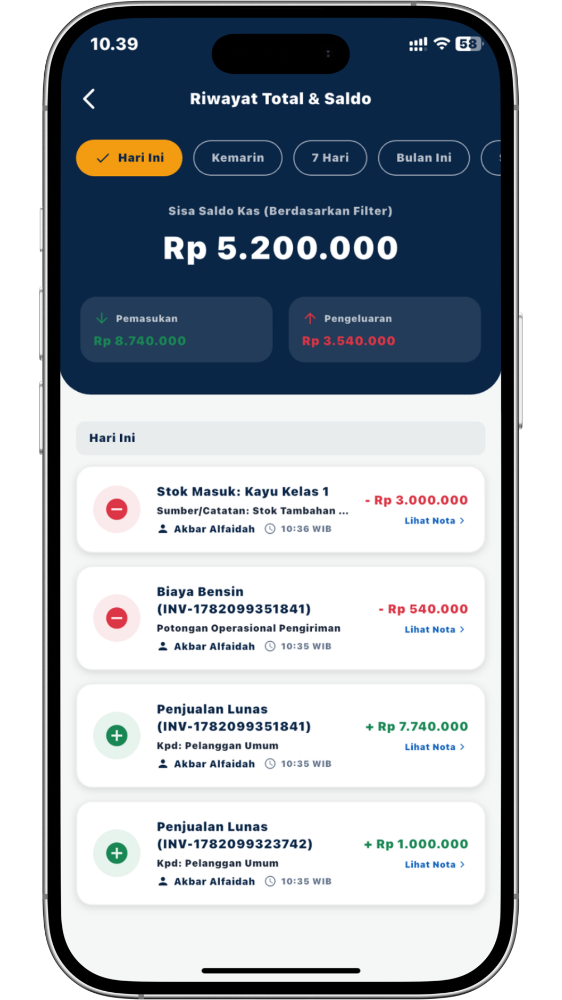 10.39
58
Riwayat Total & Saldo
Hari Ini
Kemarin
7 Hari
Bulan Ini
Sisa Saldo Kas (Berdasarkan Filter)
Rp 5.200.000
Pemasukan
Rp 8.740.000
Pengeluaran
Rp 3.540.000
Hari Ini
Stok Masuk: Kayu Kelas 1
- Rp 3.000.000
Sumber/Catatan: Stok Tambahan ...
Lihat Nota
Akbar Alfaidah
10:36 WIB
Biaya Bensin
(INV-1782099351841)
- Rp 540.000
Potongan Operasional Pengiriman
Lihat Nota
Akbar Alfaidah
10:35 WIB
Penjualan Lunas
(INV-1782099351841)
+ Rp 7.740.000
Kpd: Pelanggan Umum
Lihat Nota
Akbar Alfaidah
10:35 WIB
Penjualan Lunas
(INV-1782099323742)
+ Rp 1.000.000
Kpd: Pelanggan Umum
Lihat Nota
Akbar Alfaidah
10:35 WIB